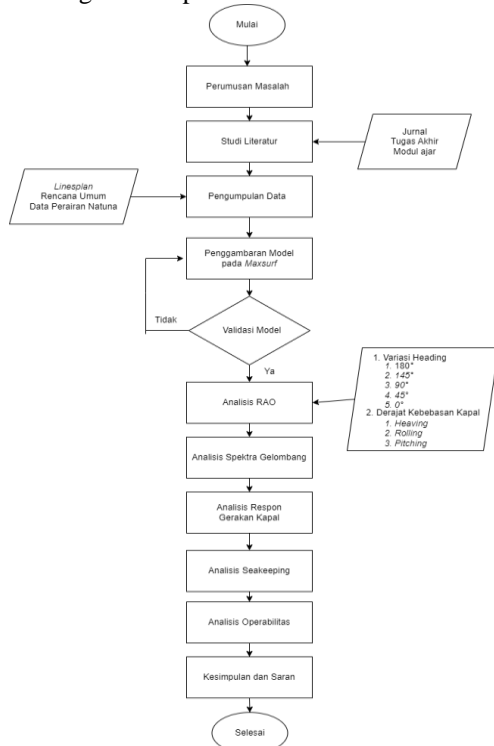 Mulai
Perumusan Masalah
Studi Literatur
Jurnal
Tugas Akhir
Modul ajar
Linesplan
Rencana Umum
Data Perairan Natuna
Pengumpulan Data
Penggambaran Model
pada Maxsurf
Tidak
Validasi Model
Ya
1. Variasi Heading
1. 180°
2. 145°
3. 90°
4. 45°
5. 0°
2. Derajat Kebebasan Kapal
1. Heaving
2. Rolling
3. Pitching
Analisis RAO
Analisis Spektra Gelombang
Analisis Respon
Gerakan Kapal
Analisis Seakeeping
Analisis Operabilitas
Kesimpulan dan Saran
Selesai